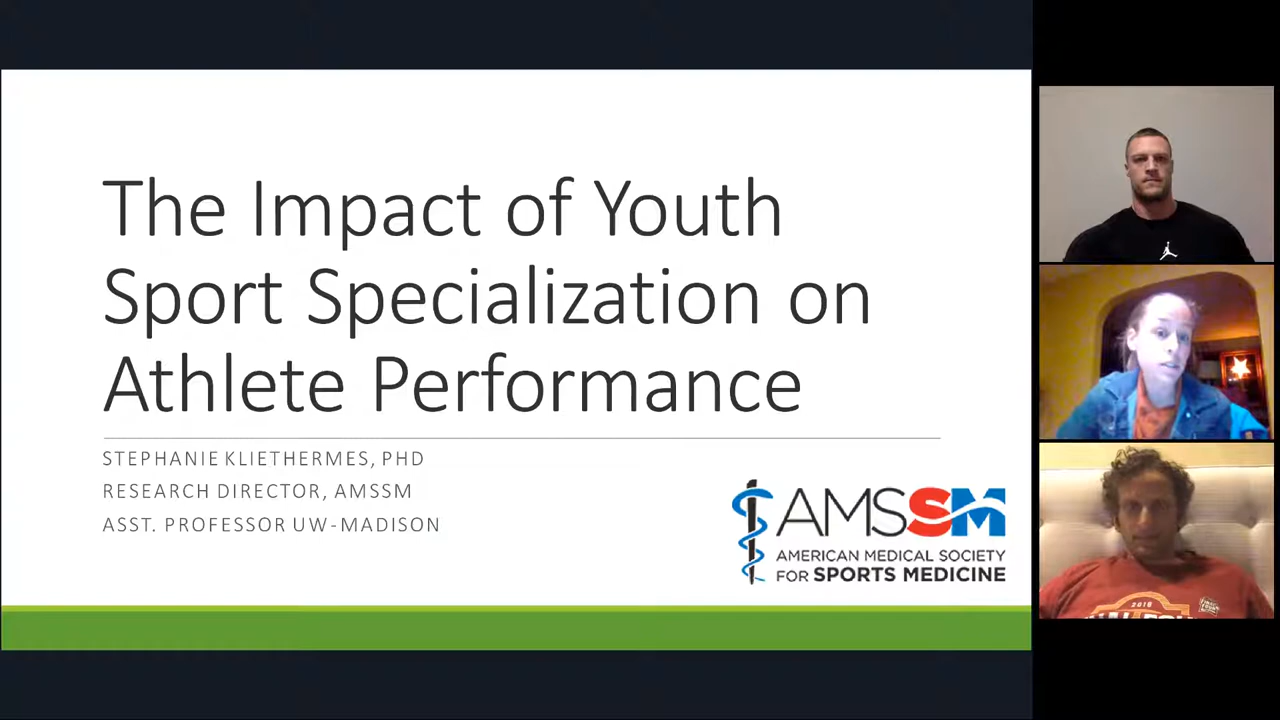 The Impact of Youth
Sport Specialization on
Athlete Performance
STEPHANIE KLIETHERMES, PHD
RESEARCH DIRECTOR, AMSSM
ASST. PROFESSOR UW-MADISON
AMSSM
AMERICAN MEDICAL SOCIETY
FOR SPORTS MEDICINE
2016